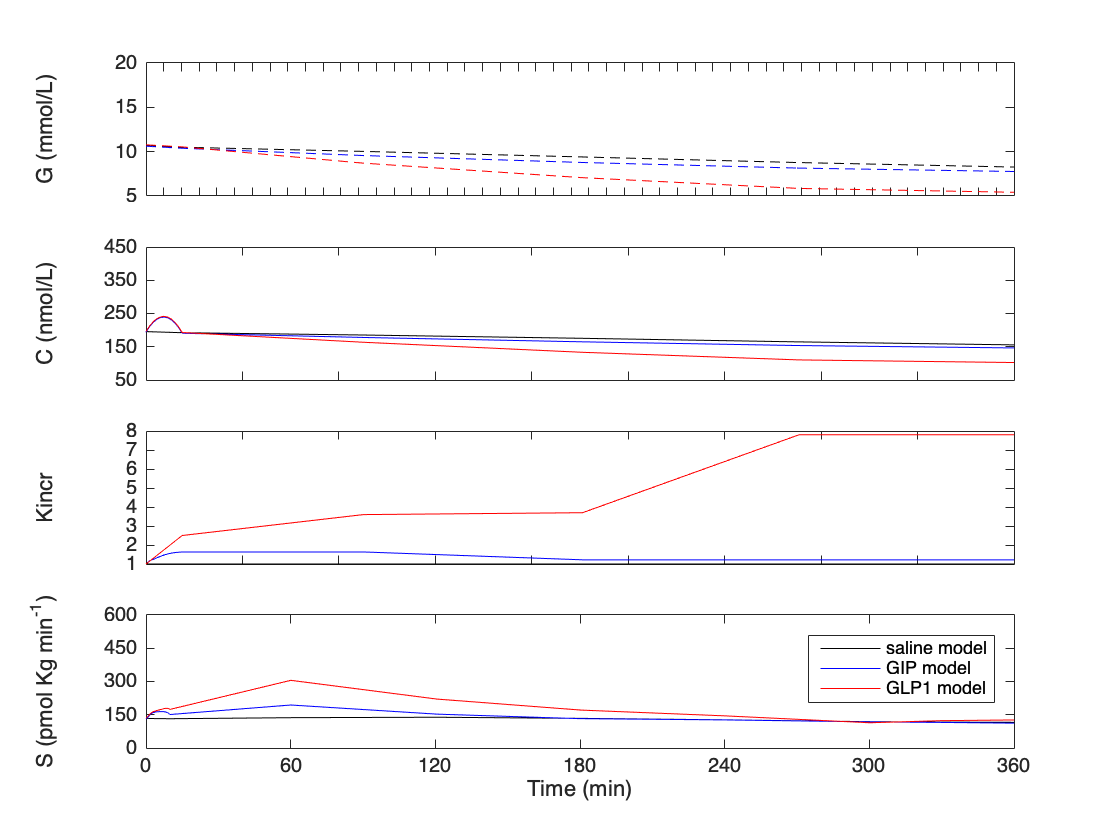 G (mmol/L)
20
15
10
5
C (nmol/L)
450
350
250
150
50
Kincr
8
7
6
5
4
3
2
1
S (pmol Kg min⁻¹)
600
450
300
150
0
saline model
GIP model
GLP1 model
0 60 120 180 240 300 360
Time (min)